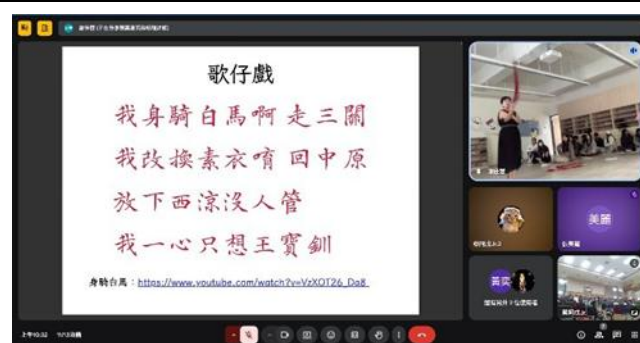 歌仔戲
我身騎白馬啊 走三關
我改換素衣唷 回中原
放下西涼沒人管
我一心只想王寶釧
身騎白馬：https://www.youtube.com/watch?v=VzXOT26_Da8
美麗